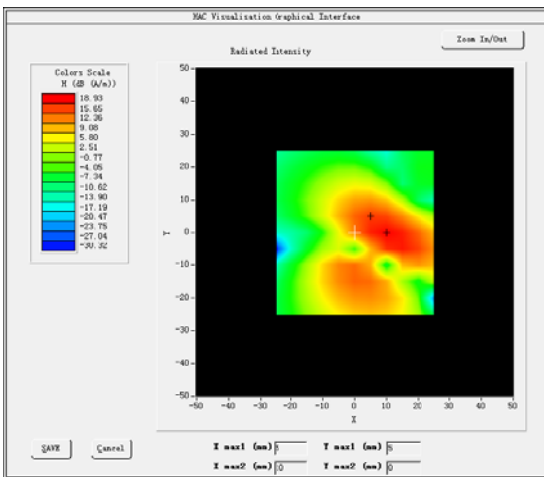 HAC Visualisation Graphical Interface
Zoom In/Out
Radiated Intensity
Colors Scale
H (dB (A/m))
18.93
15.65
12.36
9.08
5.80
2.51
-0.77
-4.05
-7.34
-10.62
-13.90
-17.19
-20.47
-23.75
-27.04
-30.32
50
40
30
20
10
0
-10
-20
-30
-40
-50
Y
-50 -40 -30 -20 -10 0 10 20 30 40 50
X
SAVE Cancel
X max1 (mm) Y max1 (mm) 5
X max2 (mm) Y max2 (mm) 0